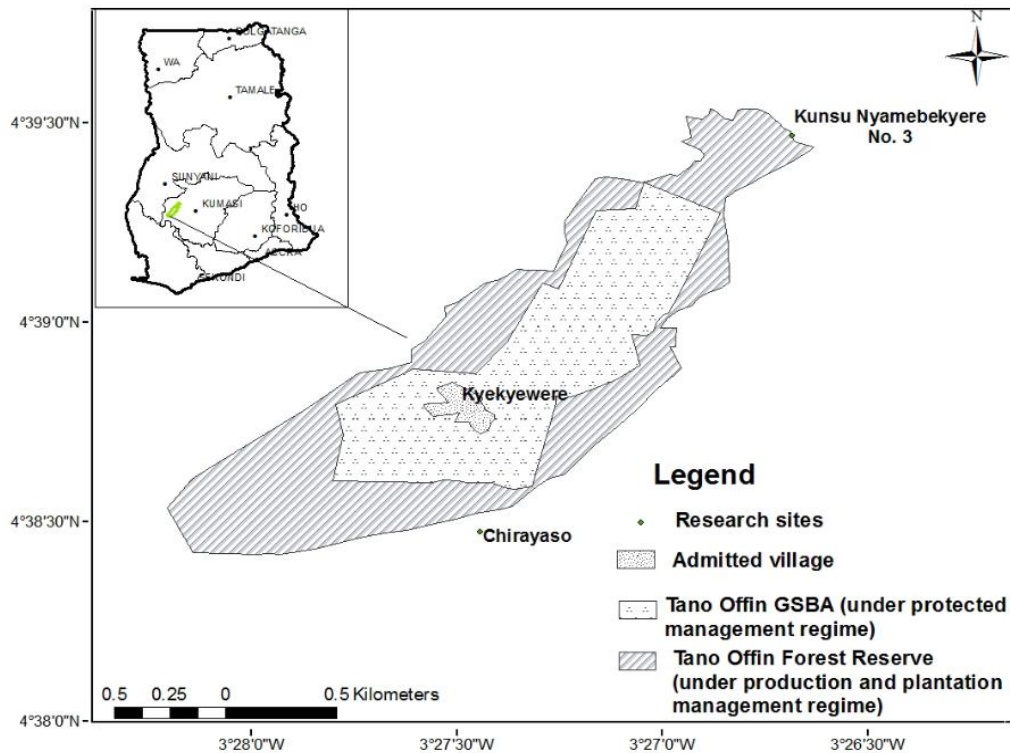 BOLGATANGA
WA
TAMALE
SUNYANI
KUMASI
HO
KOFORIDUA
ACCRA
N
4°39'30"N
4°39'0"N
4°38'30"N
4°38'0"N
Kunsu Nyamebekyere
No. 3
Kyekyewere
Chirayaso
Legend
Research sites
Admitted village
Tano Offin GSBA (under protected
management regime)
Tano Offin Forest Reserve
(under production and plantation
management regime)
0.5 0.25 0 0.5 Kilometers
3°28'0"W 3°27'30"W 3°27'0"W 3°26'30"W